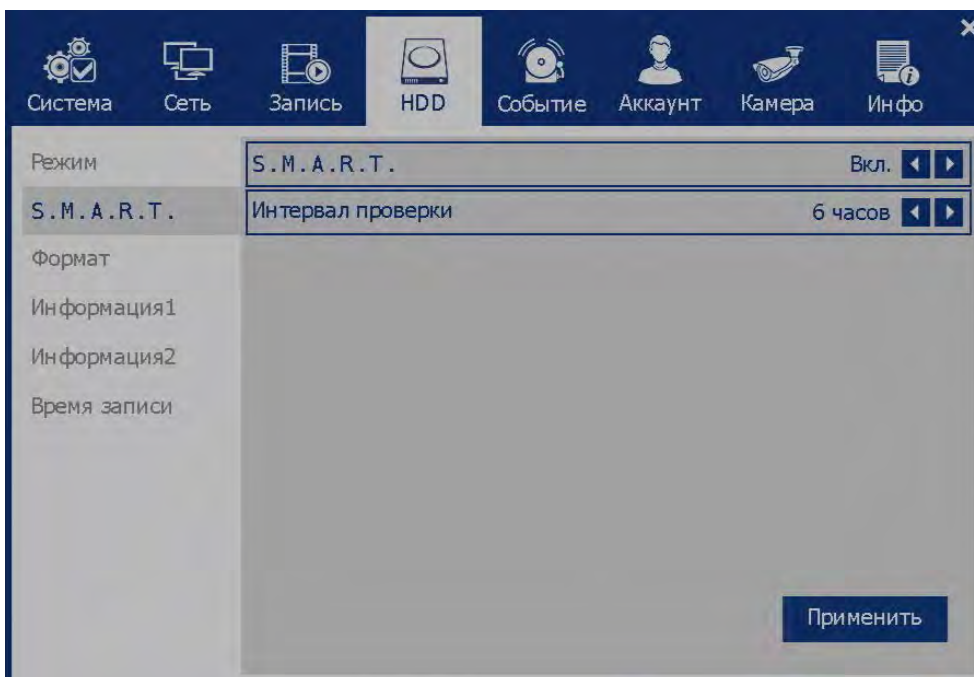 Система Сеть Запись HDD Событие Аккаунт Камера Инфо
Режим
S.M.A.R.T.
Формат
Информация1
Информация2
Время записи
S.M.A.R.T. Вкл.
Интервал проверки 6 часов
Применить